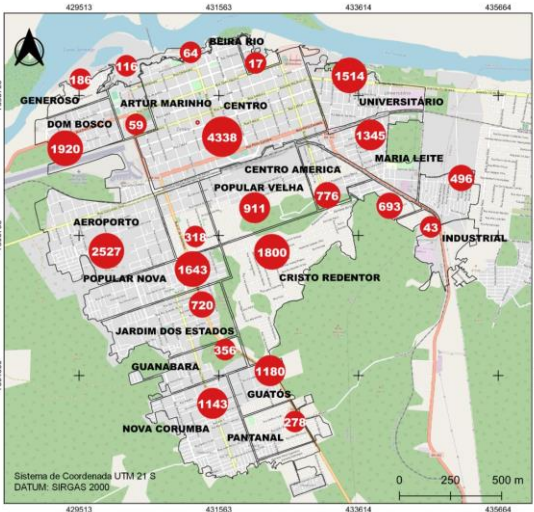 429513 431563 433614 435664
BEIRA RIO
64
17
116
1514
186
GENEROSO
ARTUR MARINHO
CENTRO
UNIVERSITÁRIO
DOM BOSCO
59
4338
1345
1920
MARIA LEITE
CENTRO AMERICA
496
POPULAR VELHA
776
911
693
AEROPORTO
318
43
INDUSTRIAL
2527
1800
1643
POPULAR NOVA
CRISTO REDENTOR
720
JARDIM DOS ESTADOS
356
GUANABARÁ
1180
GUATÓS
1143
278
NOVA CORUMBA
PANTANAL
Sistema de Coordenada UTM 21 S
DATUM: SIRGAS 2000
0 250 500 m
429513 431563 433614 435664